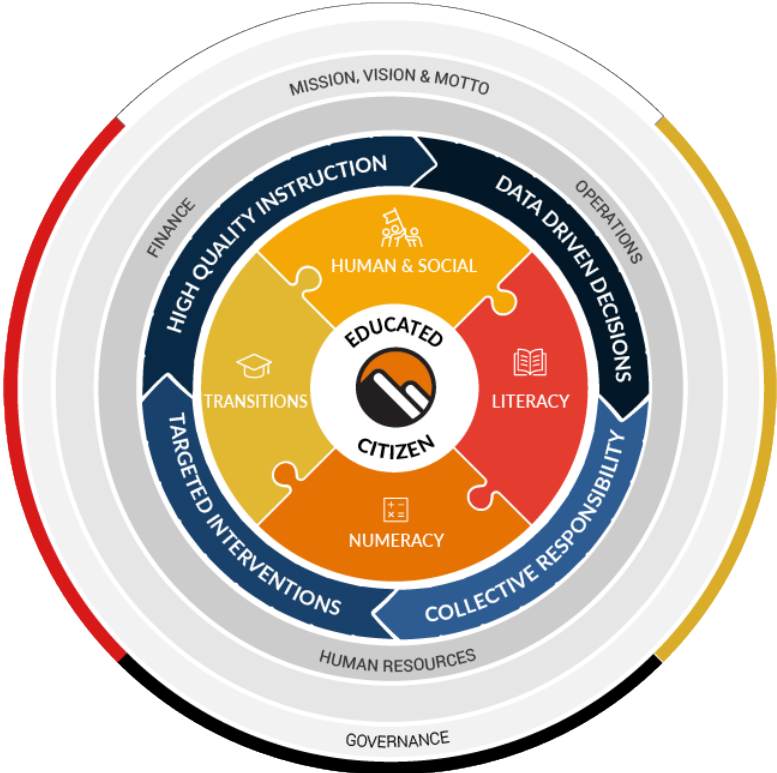 MISSION, VISION & MOTTO
FINANCE
OPERATIONS
HIGH QUALITY INSTRUCTION
DATA DRIVEN DECISIONS
HUMAN & SOCIAL
EDUCATED
TRANSITIONS
LITERACY
CITIZEN
TARGETED INTERVENTIONS
COLLECTIVE RESPONSIBILITY
NUMERACY
HUMAN RESOURCES
GOVERNANCE